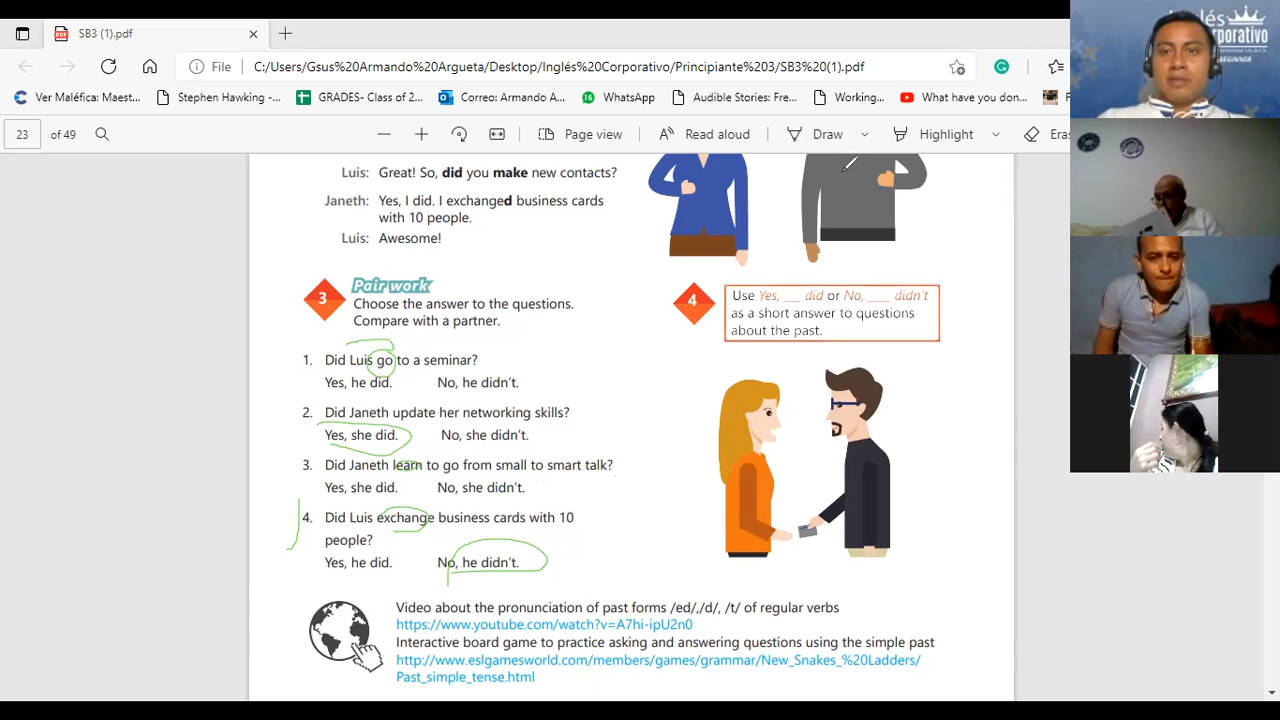 SB3 (1).pdf
File
C:/Users/Gsus%20Armando%20Argueta/Desktop/Inglés%20Corporativo/Principiante%203/SB3%20(1).pdf
Ver Maléfica: Maest...
Stephen Hawking -...
GRADES- Class of 2...
Correo: Armando A...
16 WhatsApp
Audible Stories: Fre...
Working...
What have you don...
23 of 49
Page view
Read aloud
Draw
Highlight
Luis: Great! So, did you make new contacts?
Janeth: Yes, I did. I exchanged business cards
with 10 people.
Luis: Awesome!
3 Pair work
Choose the answer to the questions.
Compare with a partner.
1. Did Luis go to a seminar?
Yes, he did. No, he didn't.
2. Did Janeth update her networking skills?
Yes, she did. No, she didn't.
3. Did Janeth learn to go from small to smart talk?
Yes, she did. No, she didn't.
4. Did Luis exchange business cards with 10
people?
Yes, he did. No, he didn't.
4 Use Yes, __ did or No, ___ didn't
as a short answer to questions
about the past.
Video about the pronunciation of past forms /ed/,/d/, /t/ of regular verbs
https://www.youtube.com/watch?v=A7hi-ipU2n0
Interactive board game to practice asking and answering questions using the simple past
http://www.eslgamesworld.com/members/games/grammar/New_Snakes_%20Ladders/
Past_simple_tense.html
BEGINNER